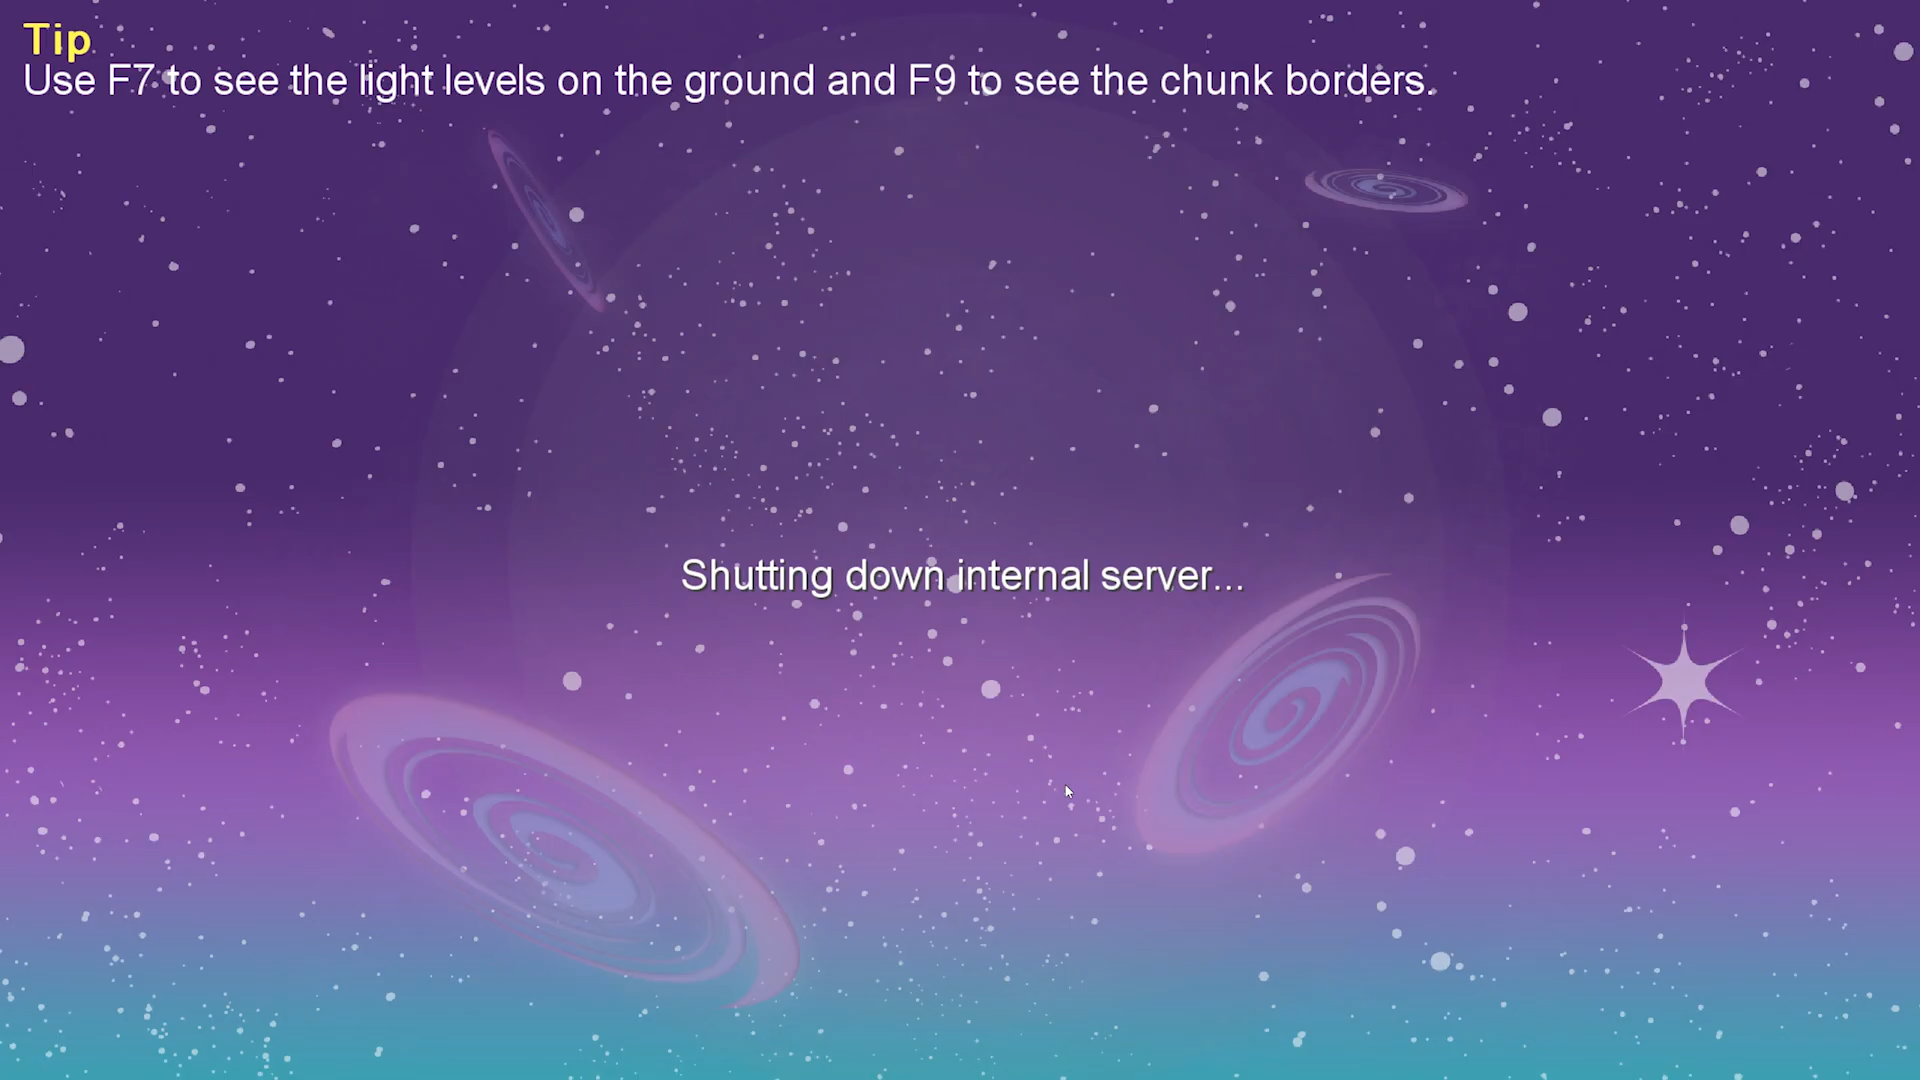 Tip
Use F7 to see the light levels on the ground and F9 to see the chunk borders.
Shutting down internal server...